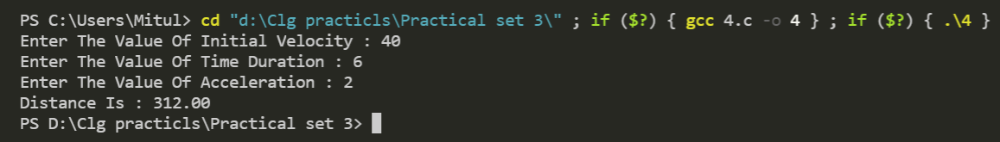 PS C:\Users\Mitul> cd "d:\Clg practicls\Practical set 3\" ; if ($?) { gcc 4.c -o 4 } ; if ($?) { .\4 }
Enter The Value Of Initial Velocity : 40
Enter The Value Of Time Duration : 6
Enter The Value Of Acceleration : 2
Distance Is : 312.00
PS D:\Clg practicls\Practical set 3>